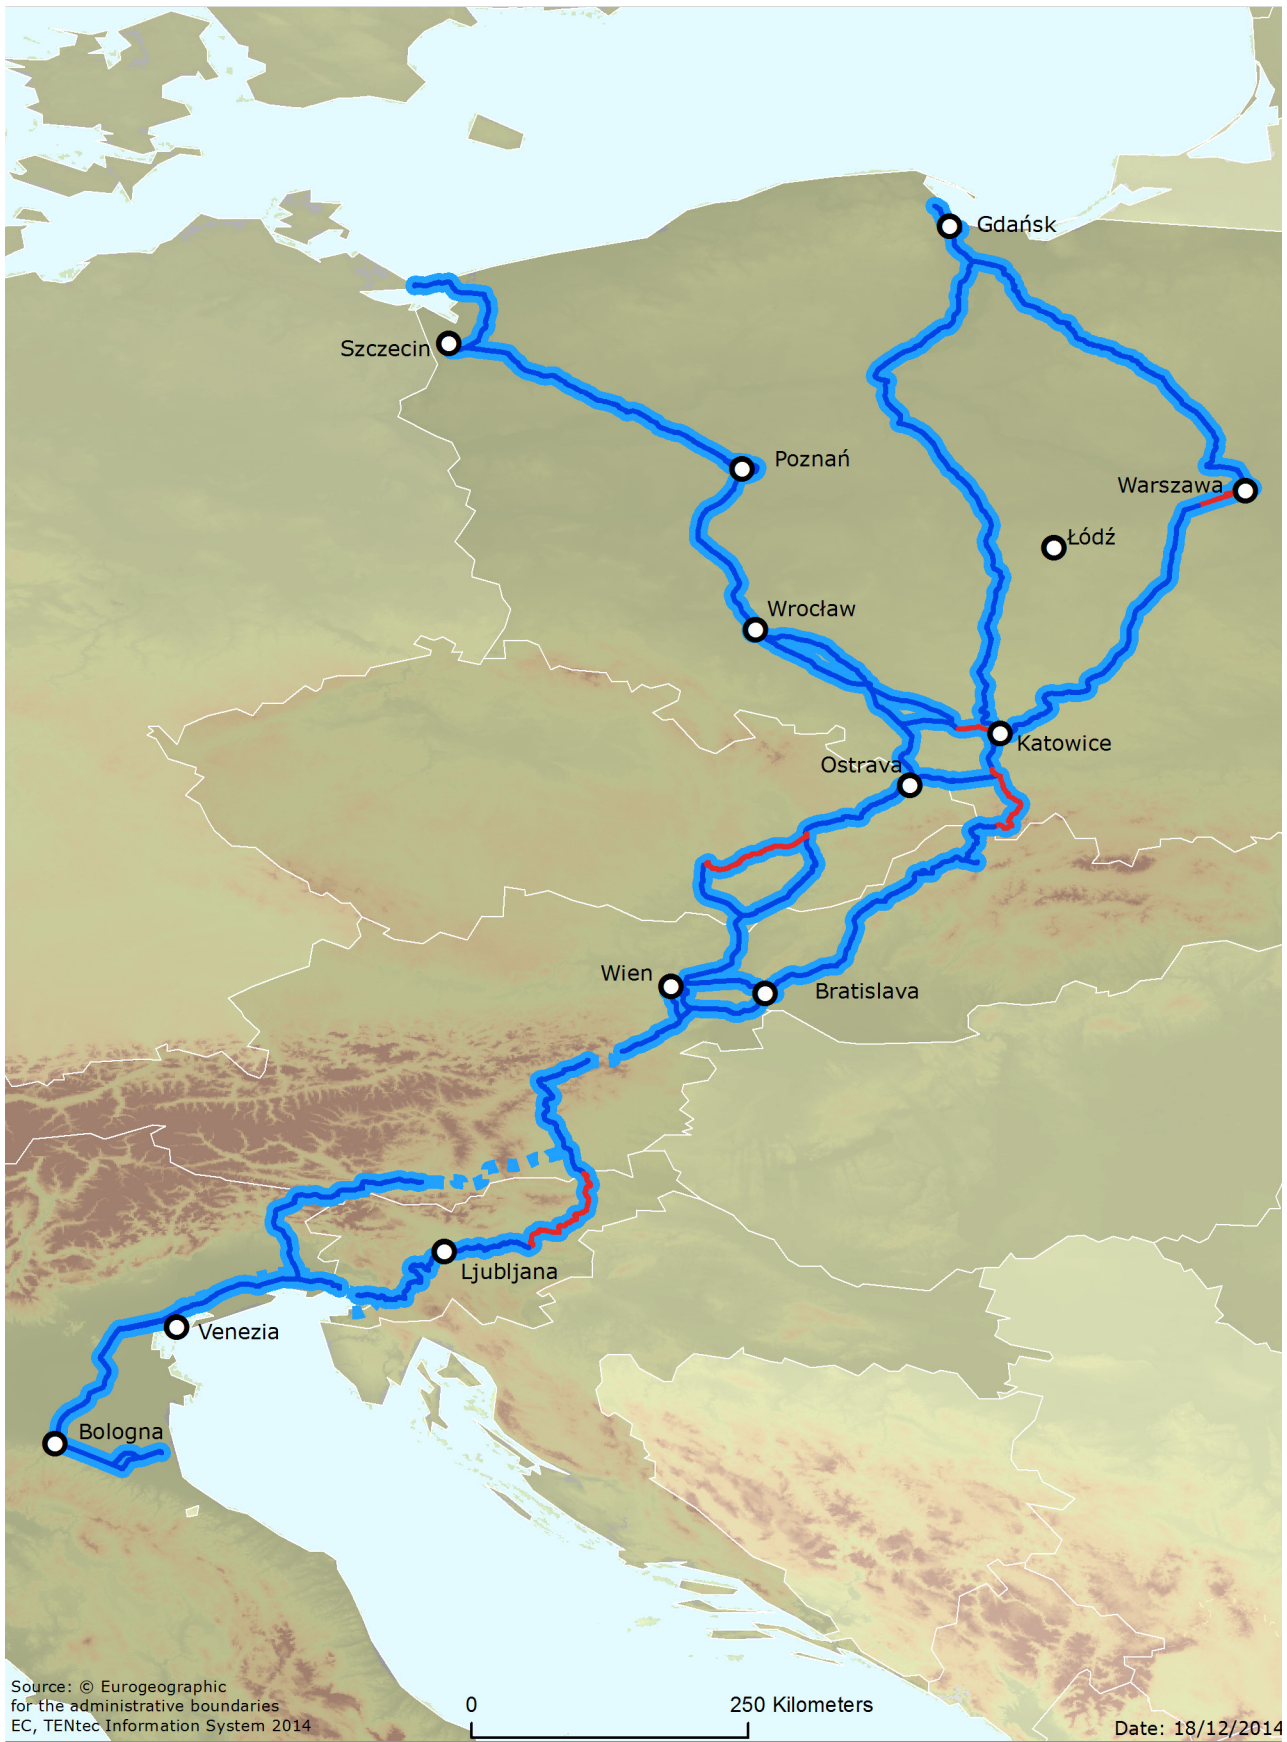 Gdańsk
Szczecin
Poznań
Warszawa
Łódź
Wrocław
Katowice
Ostrava
Wien
Bratislava
Ljubljana
Venezia
Bologna
Source: © Eurogeographic
for the administrative boundaries
EC, TENtec Information System 2014
0 250 Kilometers
Date: 18/12/2014